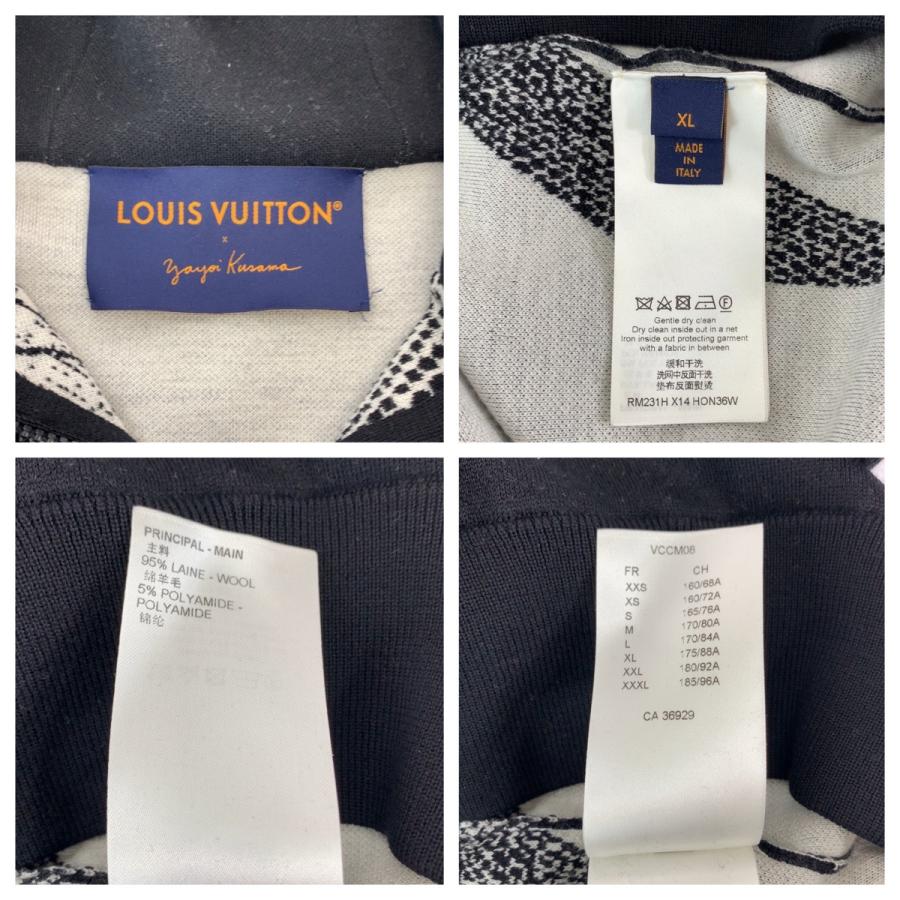 LOUIS VUITTON®
x
Yayoi Kusama
XL
MADE
IN
ITALY
Gentle dry clean
Dry clean inside out in a net
Iron inside out protecting garment
with a fabric in between
缓和干洗
洗网中反面干洗
垫布反面熨烫
RM231H X14 HON36W
PRINCIPAL - MAIN
主料
95% LAINE - WOOL
绵羊毛
5% POLYAMIDE -
POLYAMIDE
锦纶
VCCM08
FR CH
XXS 160/68A
XS 160/72A
S 165/76A
M 170/80A
L 170/84A
XL 175/88A
XXL 180/92A
XXXL 185/96A
CA 36929